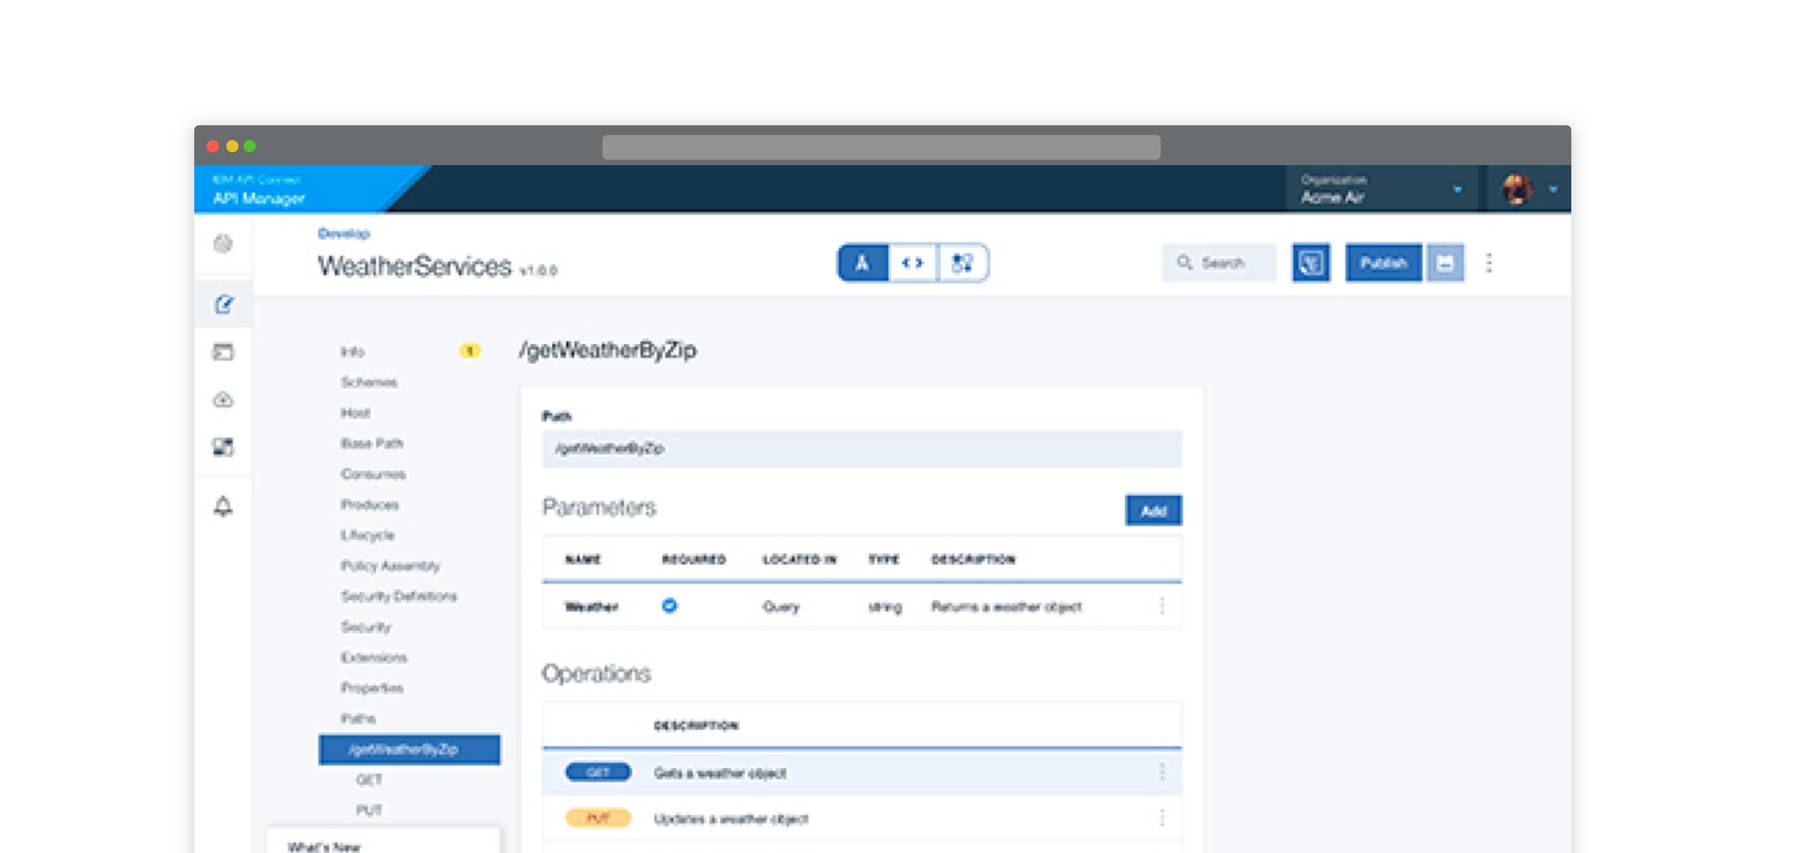 IBM API Connect
API Manager
Organization
Acme Air
Develop
WeatherServices v1.0.0
Search
Publish
Info 1
Schemes
Host
Base Path
Consumes
Produces
Lifecycle
Policy Assembly
Security Definitions
Security
Extensions
Properties
Paths
/getWeatherByZip
GET
PUT
What's New
/getWeatherByZip
Path
/getWeatherByZip
Parameters
Add
NAME REQUIRED LOCATED IN TYPE DESCRIPTION
Weather Query string Returns a weather object
Operations
DESCRIPTION
GET Gets a weather object
PUT Updates a weather object